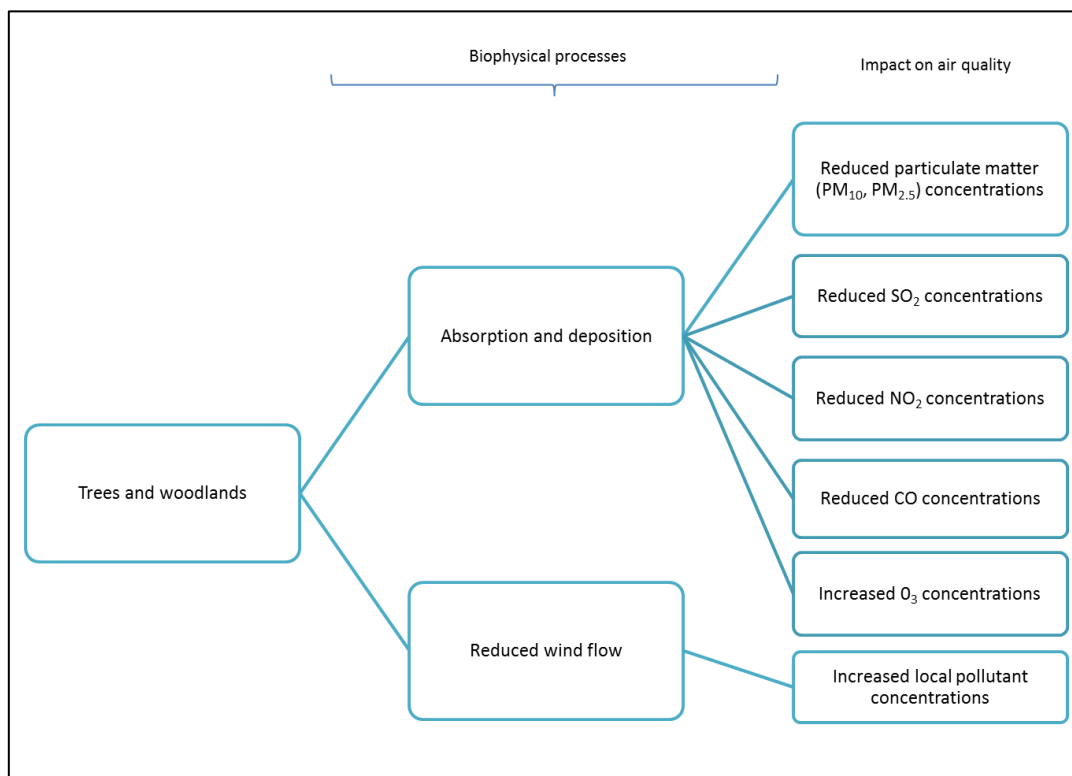 Biophysical processes
Impact on air quality
Reduced particulate matter
(PM₁₀, PM₂.₅) concentrations
Absorption and deposition
Reduced SO₂ concentrations
Reduced NO₂ concentrations
Trees and woodlands
Reduced CO concentrations
Increased 0₃ concentrations
Reduced wind flow
Increased local pollutant
concentrations